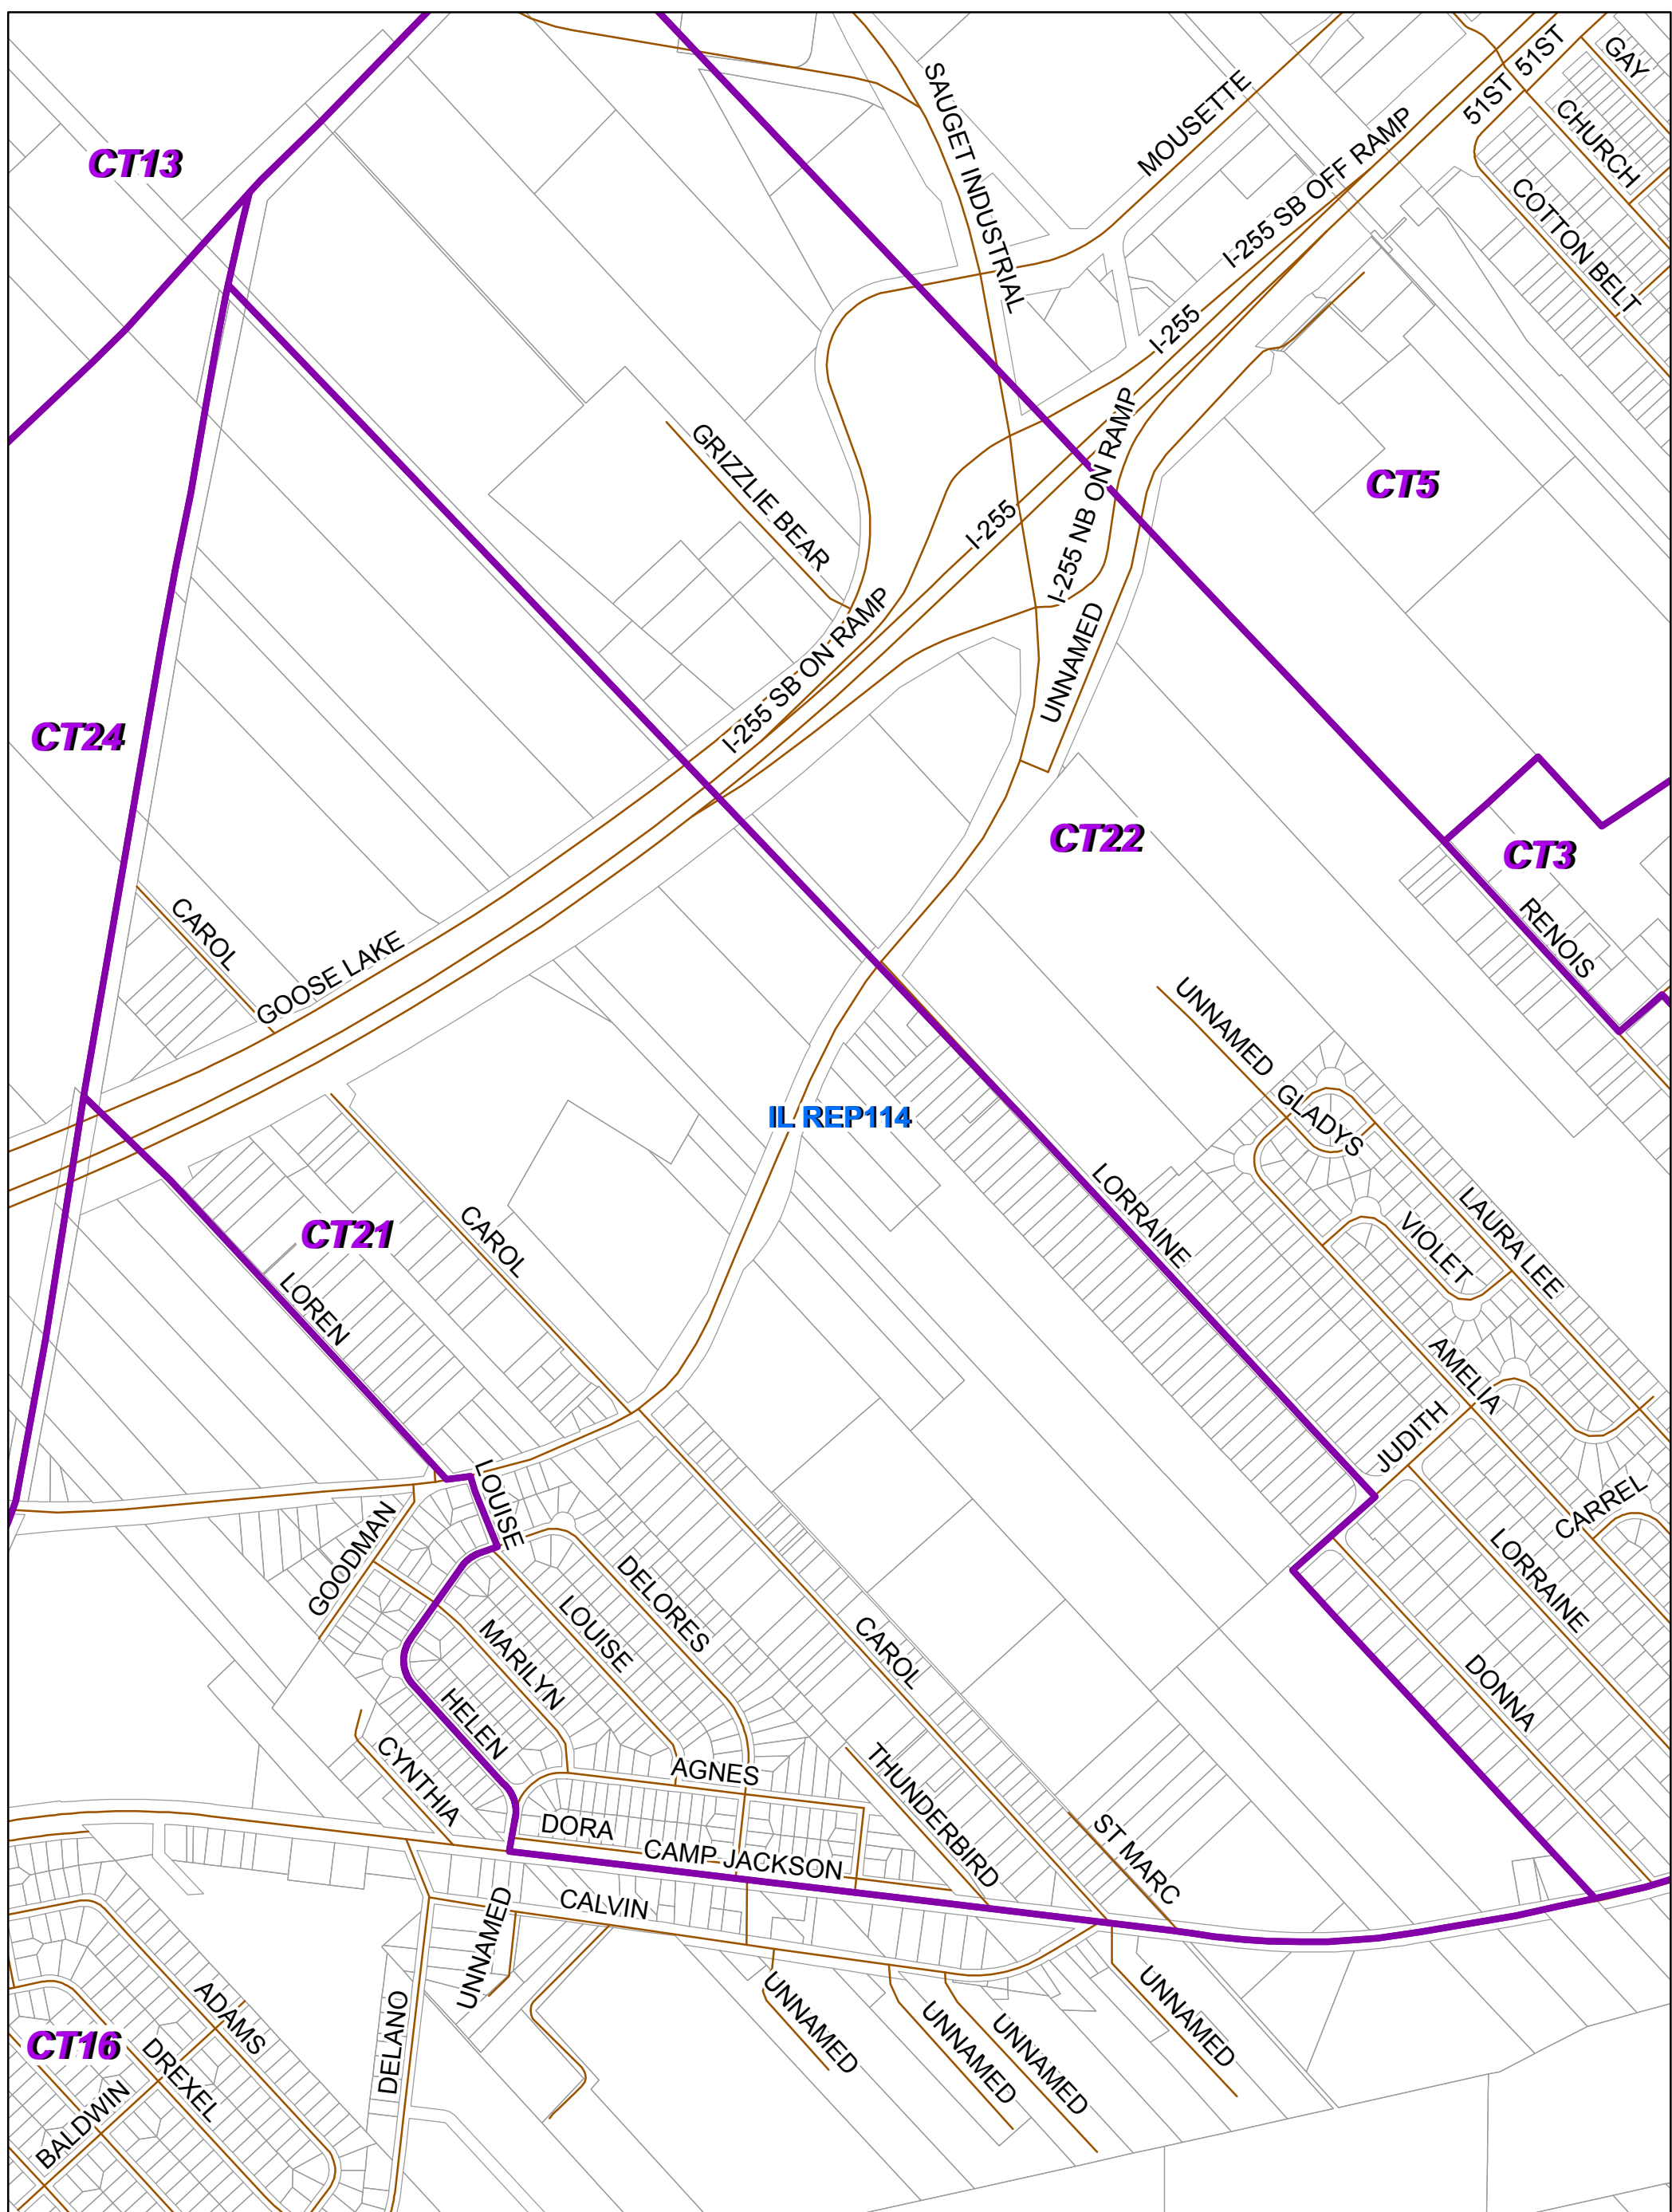 GAY
51ST
51ST
CHURCH
SAUGET INDUSTRIAL
MOUSETTE
I-255 SB OFF RAMP
CT13
COTTON BELT
I-255
I-255 NB ON RAMP
CT5
GRIZZLIE BEAR
I-255
I-255 SB ON RAMP
UNNAMED
CT24
CT22
CT3
CAROL
GOOSE LAKE
RENOIS
UNNAMED
IL REP114
GLADYS
LORRAINE
LAURA LEE
VIOLET
CT21
CAROL
LOREN
AMELIA
JUDITH
LOUISE
CARREL
GOODMAN
LORRAINE
DELORES
LOUISE
MARILYN
CAROL
DONNA
HELEN
CYNTHIA
AGNES
THUNDERBIRD
DORA
CAMP JACKSON
ST MARC
CALVIN
UNNAMED
ADAMS
DELANO
UNNAMED
UNNAMED
UNNAMED
UNNAMED
CT16
DREXEL
BALDWIN